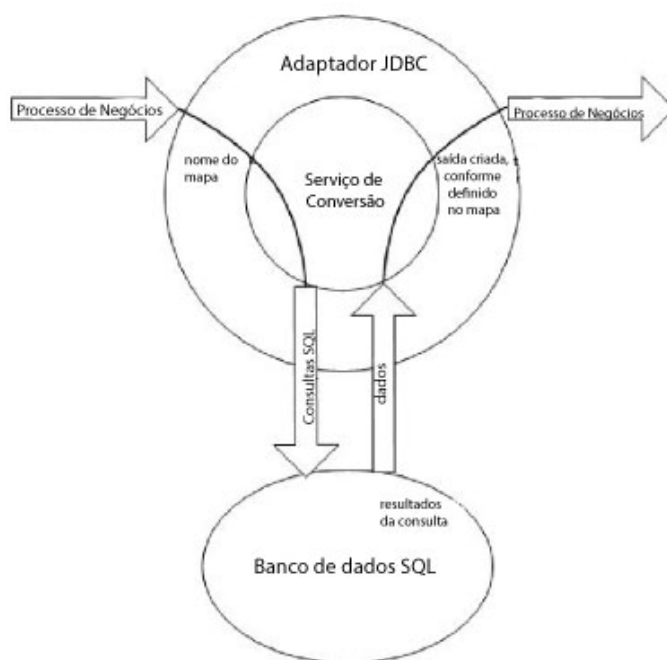 Adaptador JDBC
Processo de Negócios
Processo de Negócios
nome do
mapa
Serviço de
Conversão
saída criada,
conforme
definido
no mapa
Consultas SQL
dados
resultados
da consulta
Banco de dados SQL